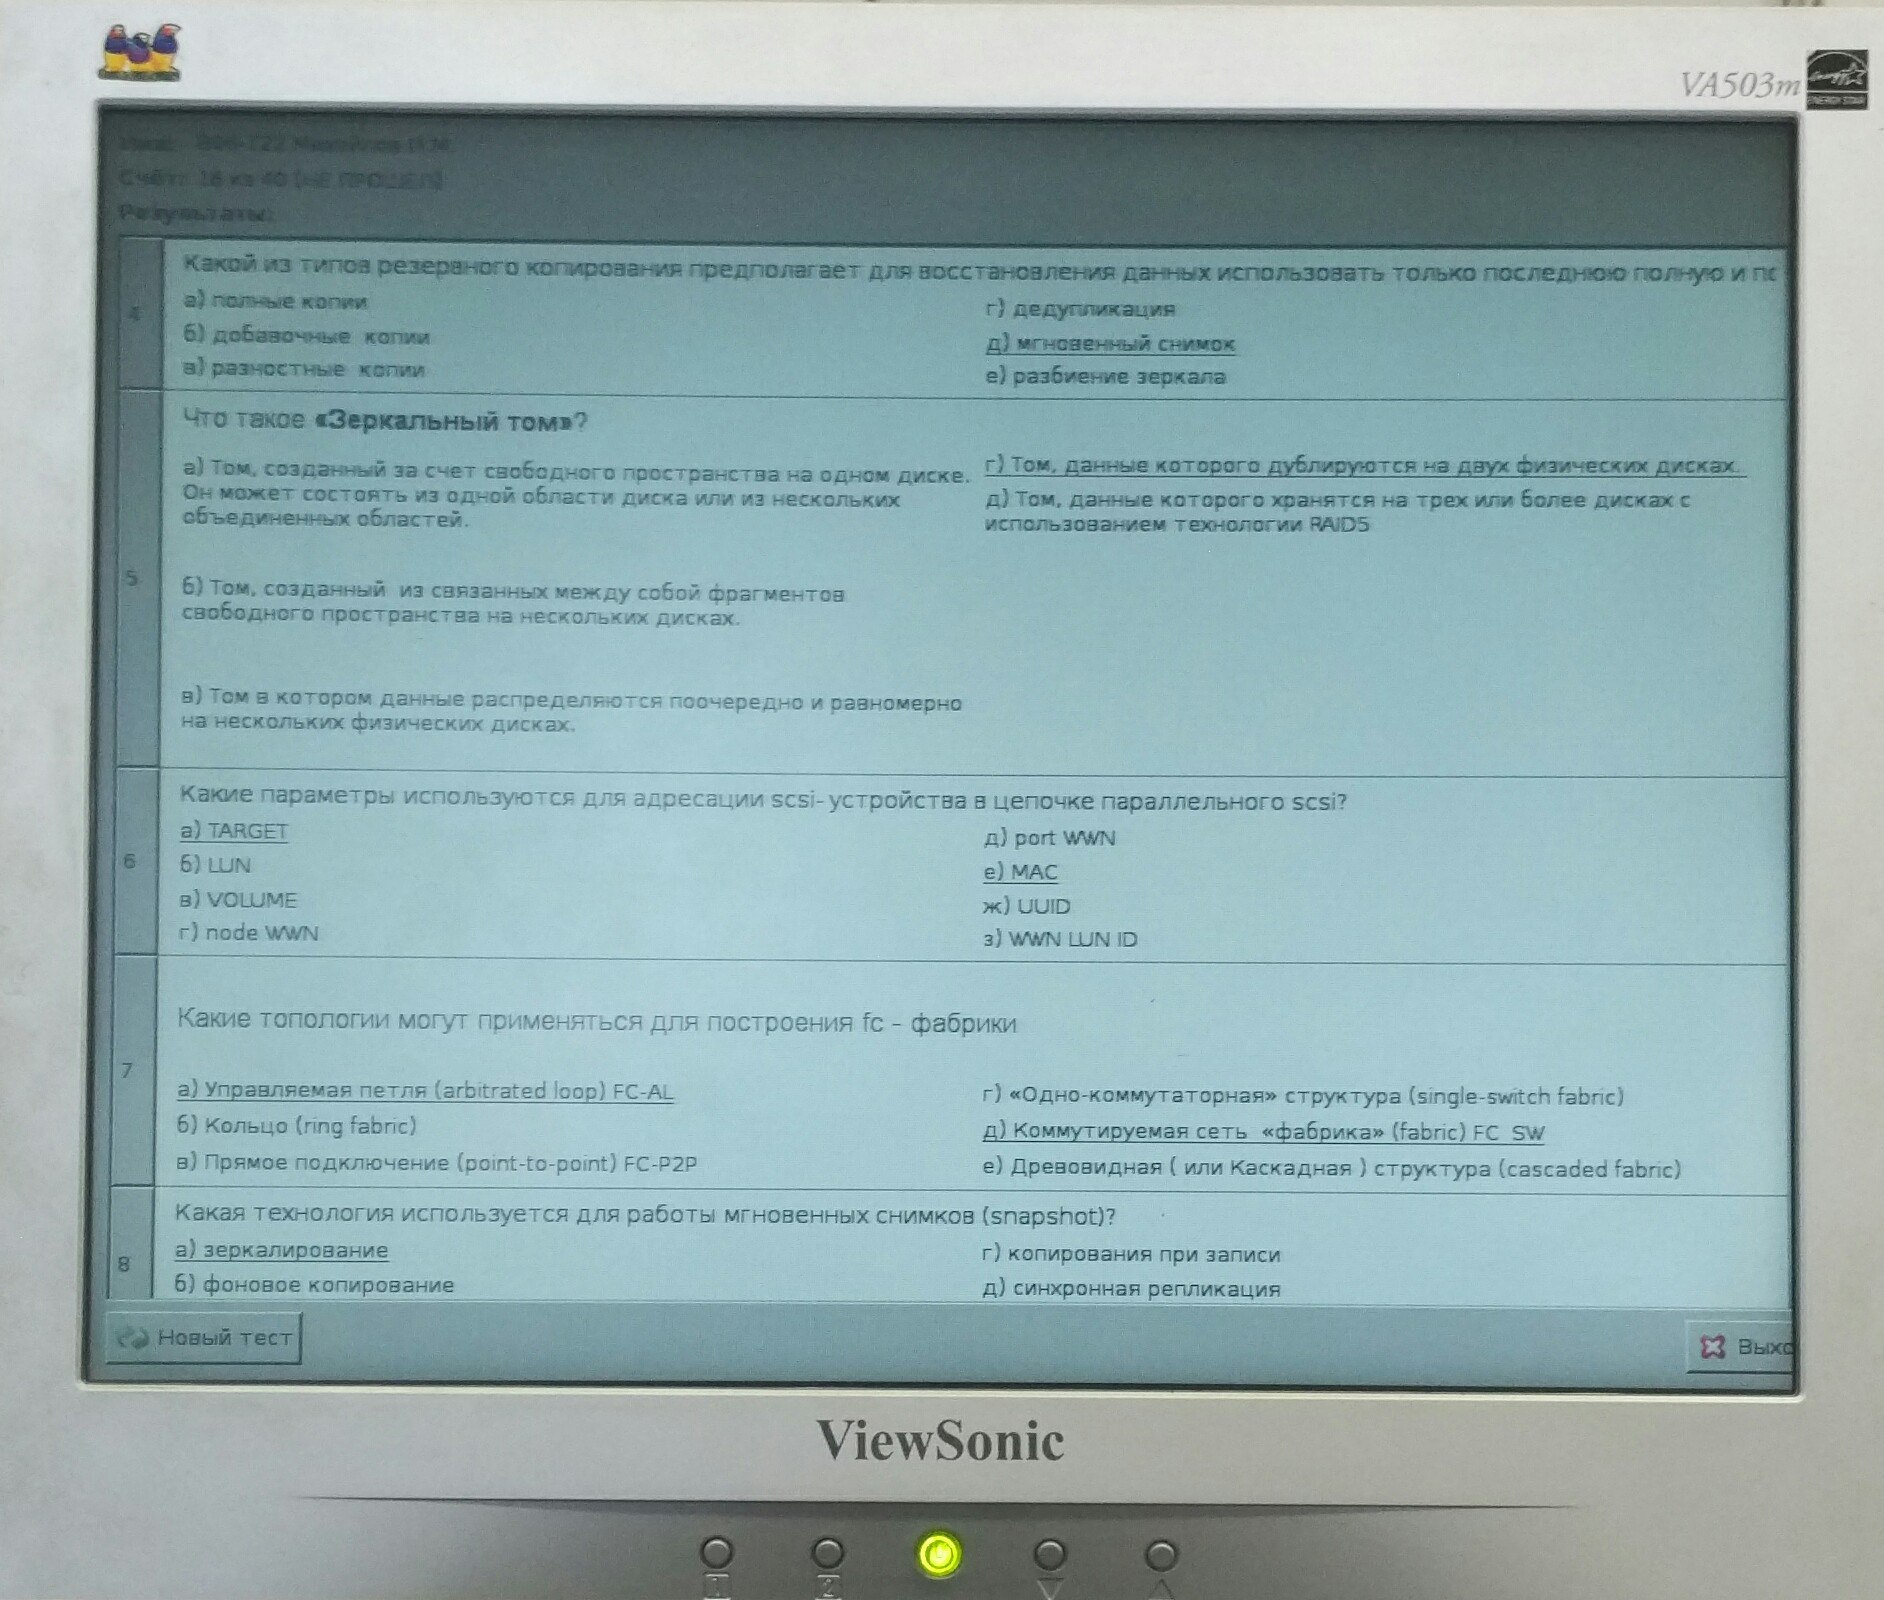 VA503m
ENERGY STAR
Счёт: 16 из 40 (НЕ ПРОШЕЛ)
Результаты:
4
Какой из типов резервного копирования предполагает для восстановления данных использовать только последнюю полную и
а) полные копии
б) добавочные копии
в) разностные копии
г) дедупликация
д) мгновенный снимок
е) разбиение зеркала
5
Что такое «Зеркальный том»?
а) Том, созданный за счет свободного пространства на одном диске.
Он может состоять из одной области диска или из нескольких
объединенных областей.
б) Том, созданный из связанных между собой фрагментов
свободного пространства на нескольких дисках.
в) Том в котором данные распределяются поочередно и равномерно
на нескольких физических дисках.
г) Том, данные которого дублируются на двух физических дисках.
д) Том, данные которого хранятся на трех или более дисках с
использованием технологии RAID5
6
Какие параметры используются для адресации scsi-устройства в цепочке параллельного scsi?
а) TARGET
б) LUN
в) VOLUME
г) node WWN
д) port WWN
е) MAC
ж) UUID
з) WWN LUN ID
7
Какие топологии могут применяться для построения fc - фабрики
а) Управляемая петля (arbitrated loop) FC-AL
б) Кольцо (ring fabric)
в) Прямое подключение (point-to-point) FC-P2P
г) «Одно-коммутаторная» структура (single-switch fabric)
д) Коммутируемая сеть «фабрика» (fabric) FC_SW
е) Древовидная ( или Каскадная ) структура (cascaded fabric)
8
Какая технология используется для работы мгновенных снимков (snapshot)?
а) зеркалирование
б) фоновое копирование
г) копирования при записи
д) синхронная репликация
Новый тест
Выхо
ViewSonic
1
2